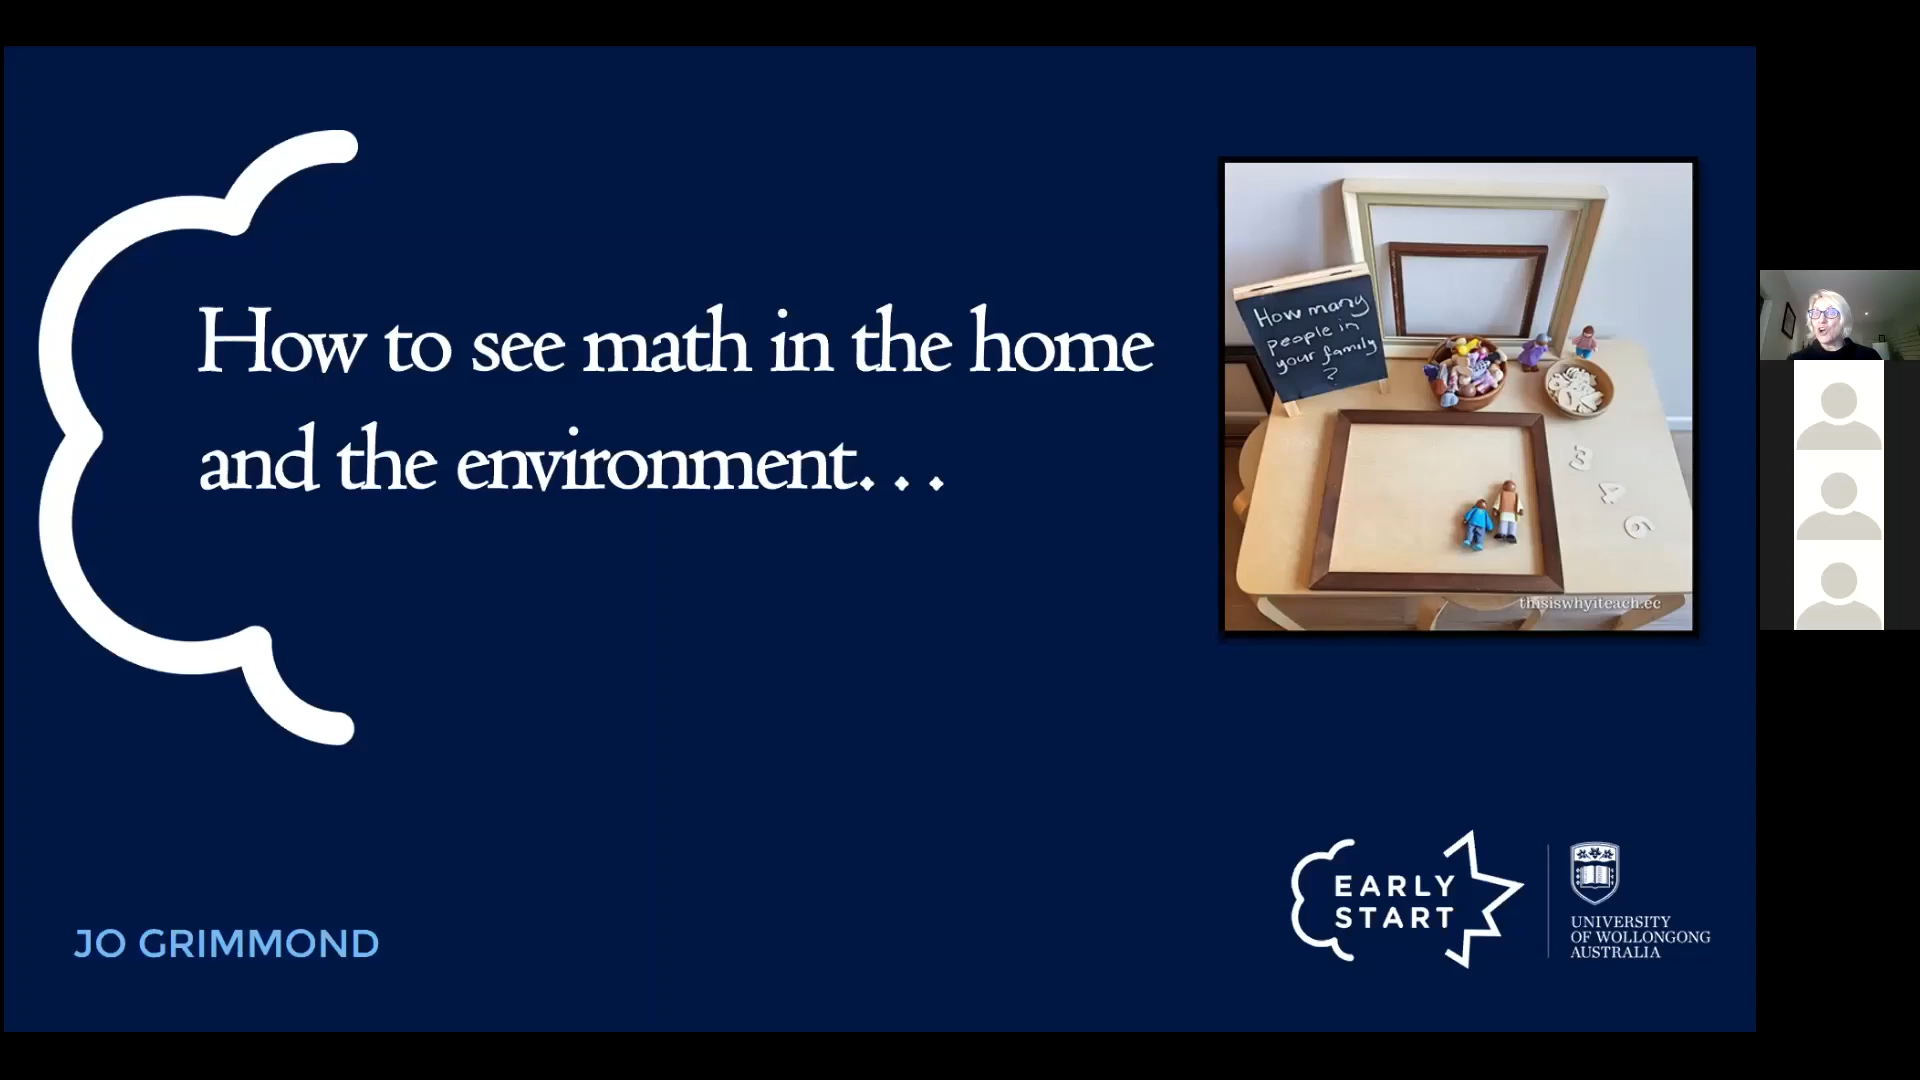 How to see math in the home
and the environment...
How many
people in
your family
?
3
4
6
thisiswhyiteach.ec
JO GRIMMOND
EARLY
START
UNIVERSITY
OF WOLLONGONG
AUSTRALIA